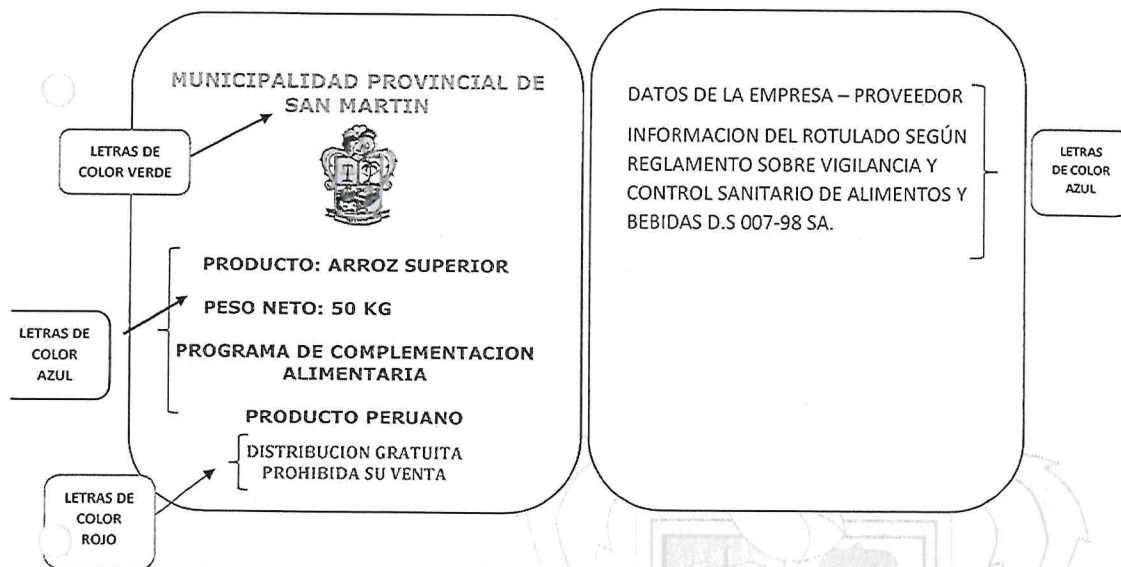 MUNICIPALIDAD PROVINCIAL DE
SAN MARTIN
LETRAS DE
COLOR VERDE
T
PRODUCTO: ARROZ SUPERIOR
PESO NETO: 50 KG
LETRAS DE
COLOR
AZUL
PROGRAMA DE COMPLEMENTACION
ALIMENTARIA
PRODUCTO PERUANO
DISTRIBUCION GRATUITA
PROHIBIDA SU VENTA
LETRAS DE
COLOR
ROJO
DATOS DE LA EMPRESA – PROVEEDOR
INFORMACION DEL ROTULADO SEGÚN
REGLAMENTO SOBRE VIGILANCIA Y
CONTROL SANITARIO DE ALIMENTOS Y
BEBIDAS D.S 007-98 SA.
LETRAS
DE COLOR
AZUL